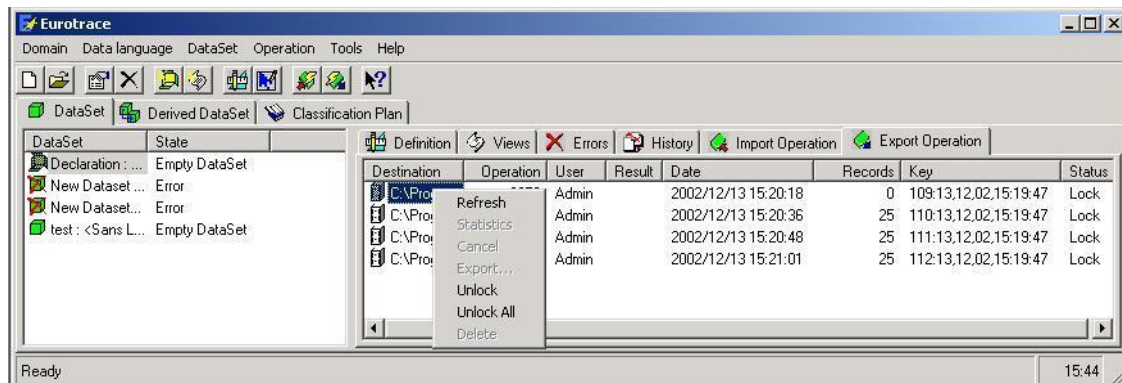 Eurotrace
Domain Data language DataSet Operation Tools Help
DataSet Derived DataSet Classification Plan
DataSet State
Declaration : ... Empty DataSet
New Dataset ... Error
New Dataset... Error
test : <Sans L... Empty DataSet
Definition Views Errors History Import Operation Export Operation
Destination Operation User Result Date Records Key Status
C:\Prog Admin 2002/12/13 15:20:18 0 109:13,12,02,15:19:47 Lock
C:\Prog Admin 2002/12/13 15:20:36 25 110:13,12,02,15:19:47 Lock
C:\Prog Admin 2002/12/13 15:20:48 25 111:13,12,02,15:19:47 Lock
C:\Prog Admin 2002/12/13 15:21:01 25 112:13,12,02,15:19:47 Lock
Refresh
Statistics
Cancel
Export...
Unlock
Unlock All
Delete
Ready 15:44